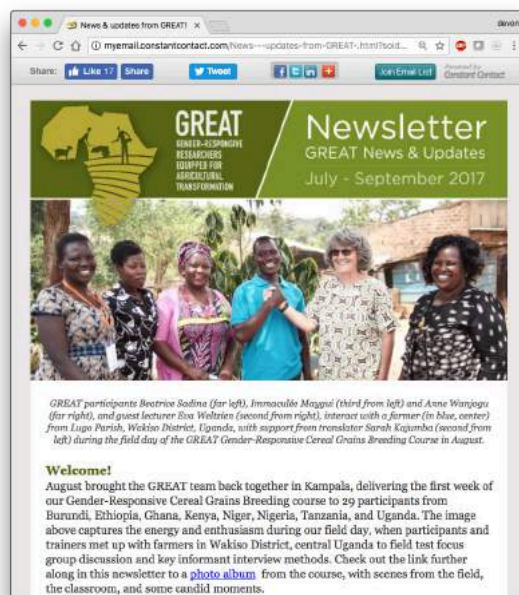 News & updates from GREAT! ×
devon
myemail.constantcontact.com/News---updates-from-GREAT-.html?soid...
Share: Like 17 Share Tweet Join Email List Powered by
Constant Contact
GREAT
GENDER-RESPONSIVE
RESEARCHERS
EQUIPPED FOR
AGRICULTURAL
TRANSFORMATION
Newsletter
GREAT News & Updates
July - September 2017
GREAT participants Beatrice Sadina (far left), Immaculée Maygui (third from left) and Anne Wanjogu
(far right), and guest lecturer Eva Weltzien (second from right), interact with a farmer (in blue, center)
from Lugo Parish, Wakiso District, Uganda, with support from translator Sarah Kajumba (second from
left) during the field day of the GREAT Gender-Responsive Cereal Grains Breeding Course in August.
Welcome!
August brought the GREAT team back together in Kampala, delivering the first week of
our Gender-Responsive Cereal Grains Breeding course to 29 participants from
Burundi, Ethiopia, Ghana, Kenya, Niger, Nigeria, Tanzania, and Uganda. The image
above captures the energy and enthusiasm during our field day, when participants and
trainers met up with farmers in Wakiso District, central Uganda to field test focus
group discussion and key informant interview methods. Check out the link further
along in this newsletter to a photo album from the course, with scenes from the field,
the classroom, and some candid moments.